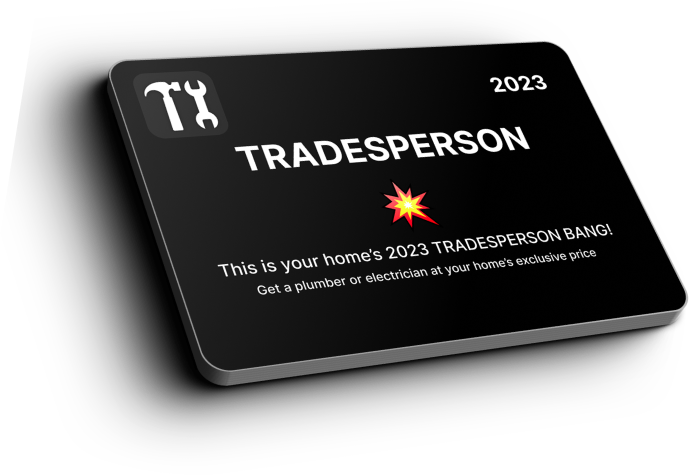 2023
TRADESPERSON
This is your home's 2023 TRADESPERSON BANG!
Get a plumber or electrician at your home's exclusive price